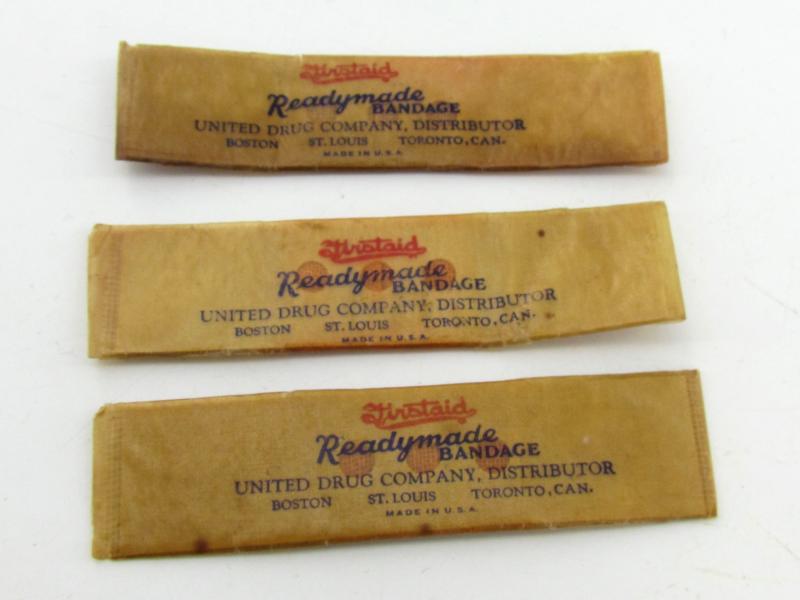 Firstaid
Readymade BANDAGE
UNITED DRUG COMPANY, DISTRIBUTOR
BOSTON ST. LOUIS TORONTO, CAN.
MADE IN U.S.A.
Firstaid
Readymade BANDAGE
UNITED DRUG COMPANY, DISTRIBUTOR
BOSTON ST. LOUIS TORONTO, CAN.
MADE IN U.S.A.
Firstaid
Readymade BANDAGE
UNITED DRUG COMPANY, DISTRIBUTOR
BOSTON ST. LOUIS TORONTO, CAN.
MADE IN U.S.A.